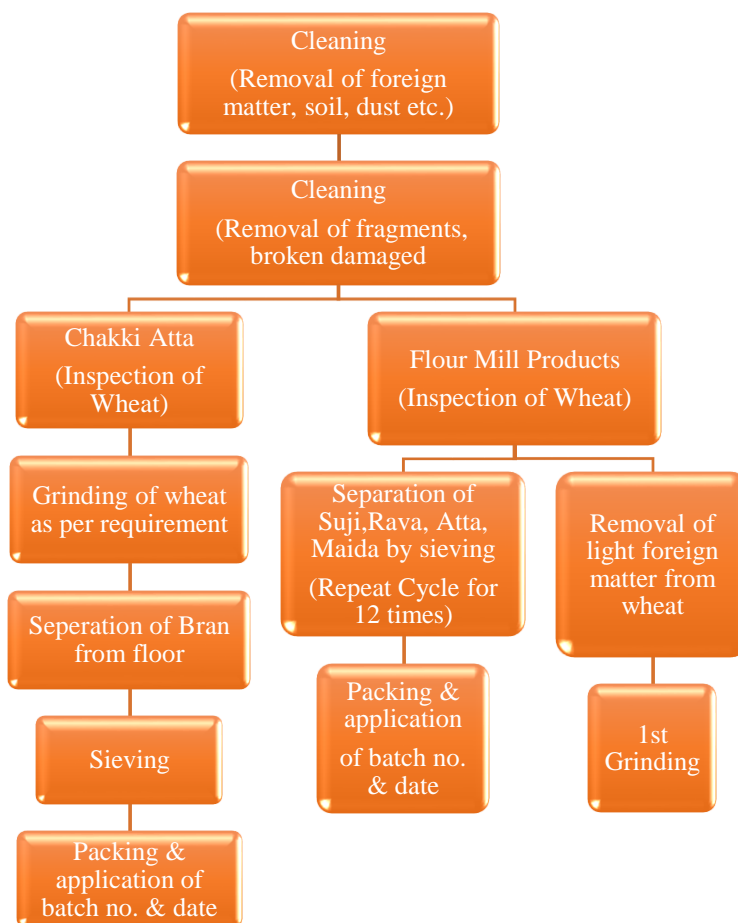 Cleaning
(Removal of foreign
matter, soil, dust etc.)
Cleaning
(Removal of fragments,
broken damaged
Chakki Atta
(Inspection of
Wheat)
Flour Mill Products
(Inspection of Wheat)
Grinding of wheat
as per requirement
Separation of
Suji,Rava, Atta,
Maida by sieving
(Repeat Cycle for
12 times)
Removal of
light foreign
matter from
wheat
Seperation of Bran
from floor
Packing &
application
of batch no.
& date
1st
Grinding
Sieving
Packing &
application of
batch no. & date